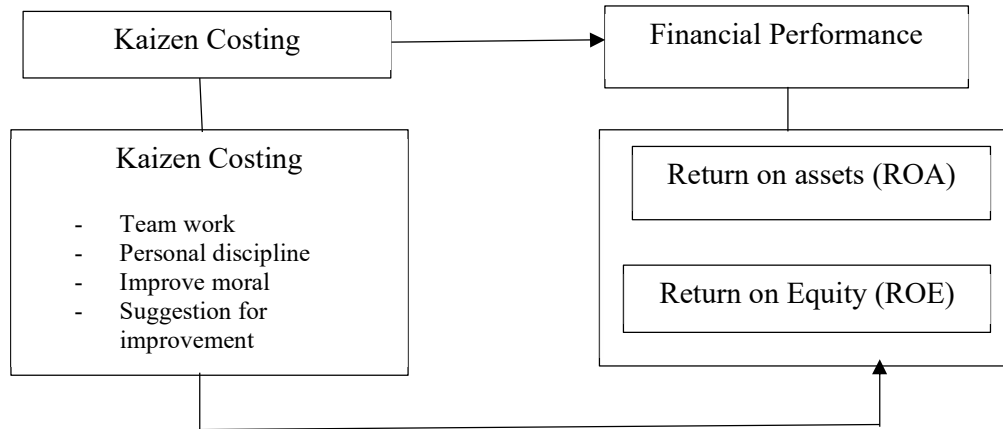 Kaizen Costing
Financial Performance
Kaizen Costing
- Team work
- Personal discipline
- Improve moral
- Suggestion for
improvement
Return on assets (ROA)
Return on Equity (ROE)